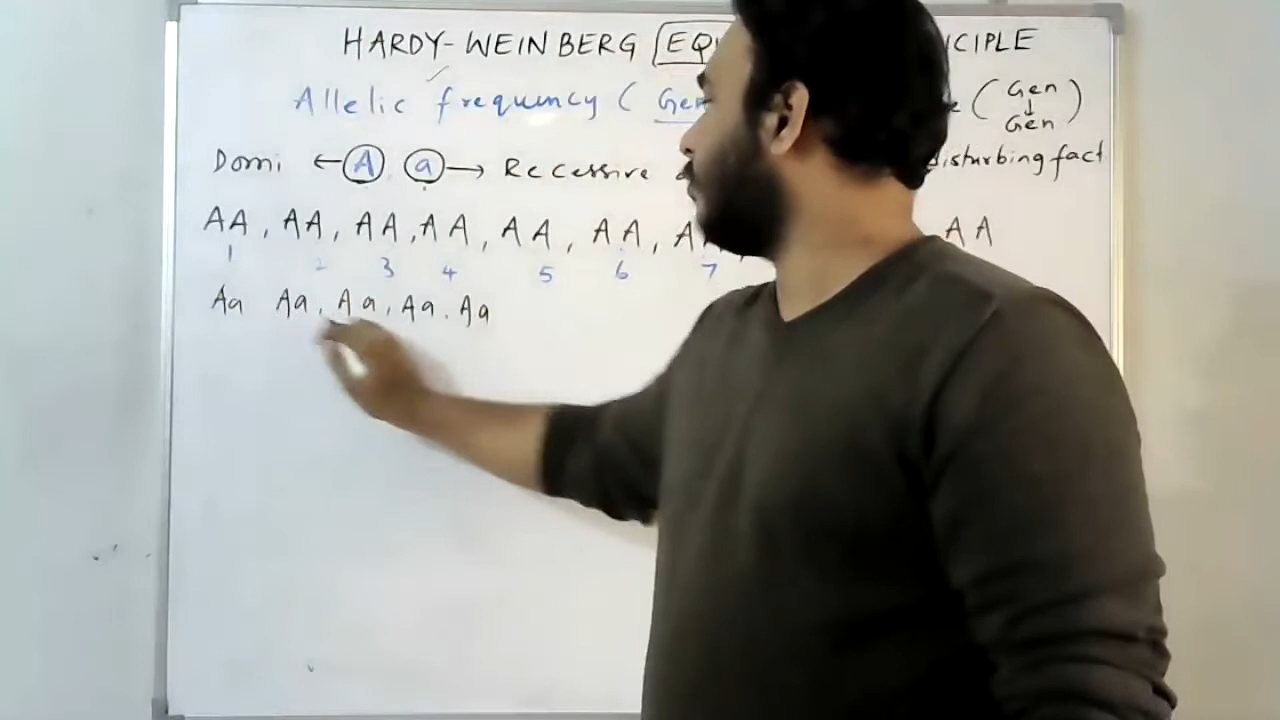 HARDY-WEINBERG CIPLE
Allelic frequency ( (Gen
↓
Gen)
Domi ← A a → Recessive disturbing fact
AA, AA, AA, AA, AA, AA, AA
1 2 3 4 5 6 7
Aa Aa, Aa, Aa. Aa